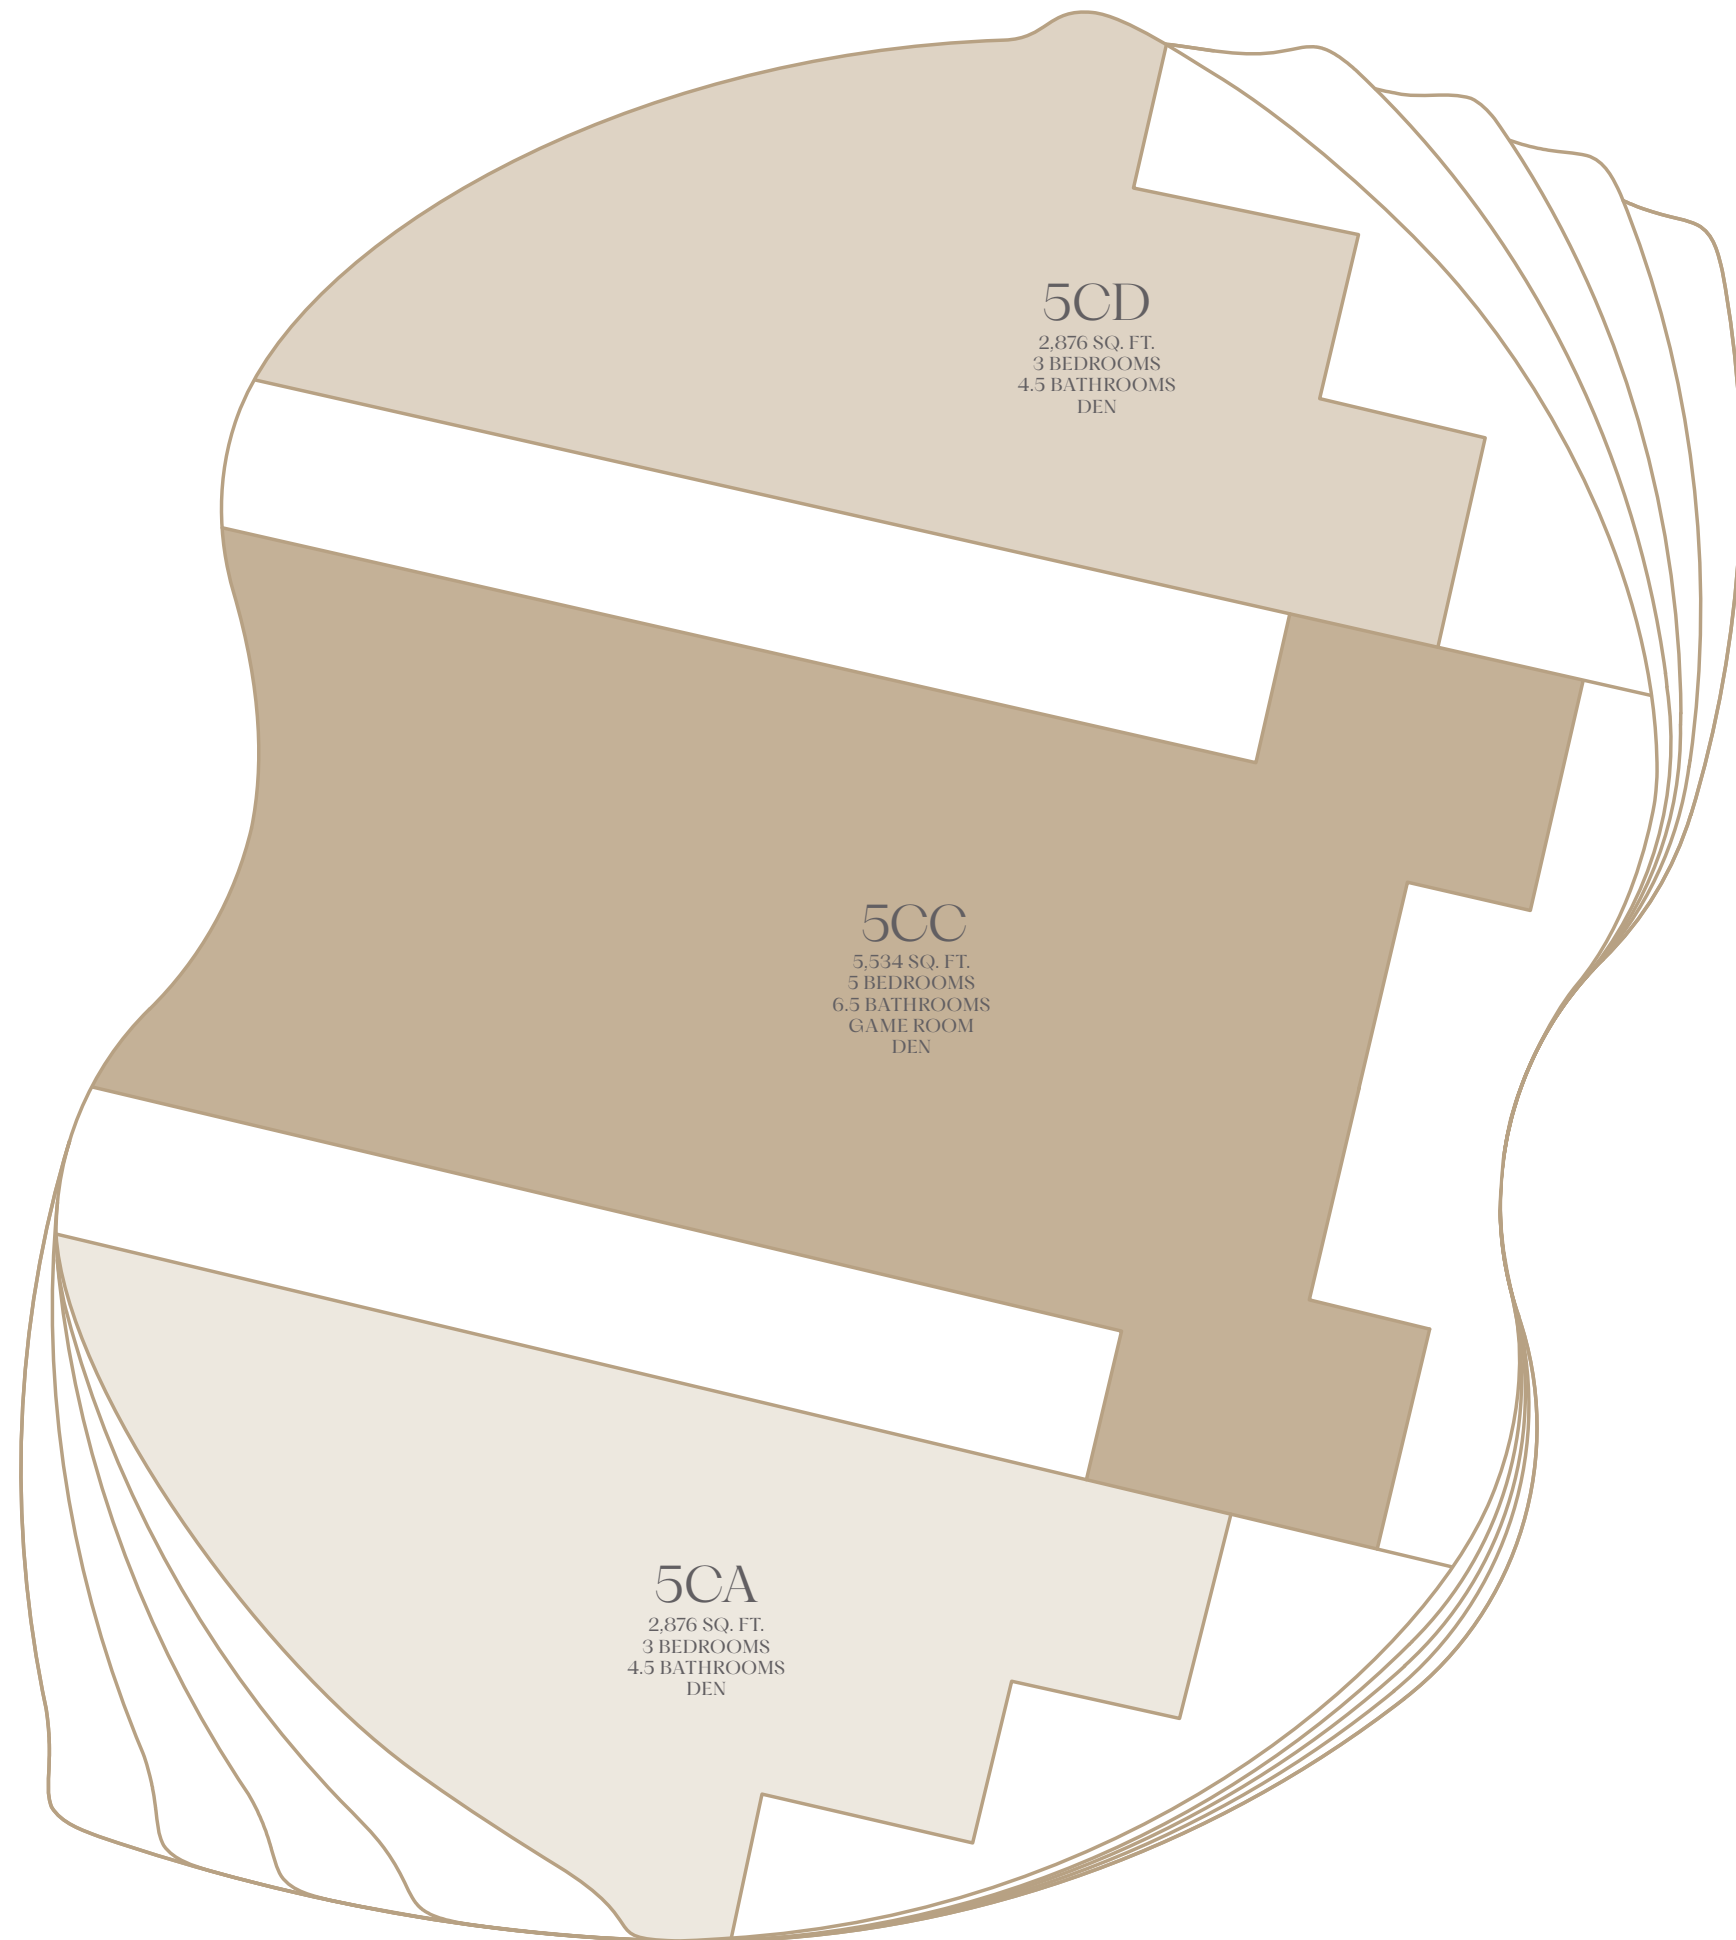 5CD
2,876 SQ. FT.
3 BEDROOMS
4.5 BATHROOMS
DEN
5CC
5,534 SQ. FT.
5 BEDROOMS
6.5 BATHROOMS
GAME ROOM
DEN
5CA
2,876 SQ. FT.
3 BEDROOMS
4.5 BATHROOMS
DEN